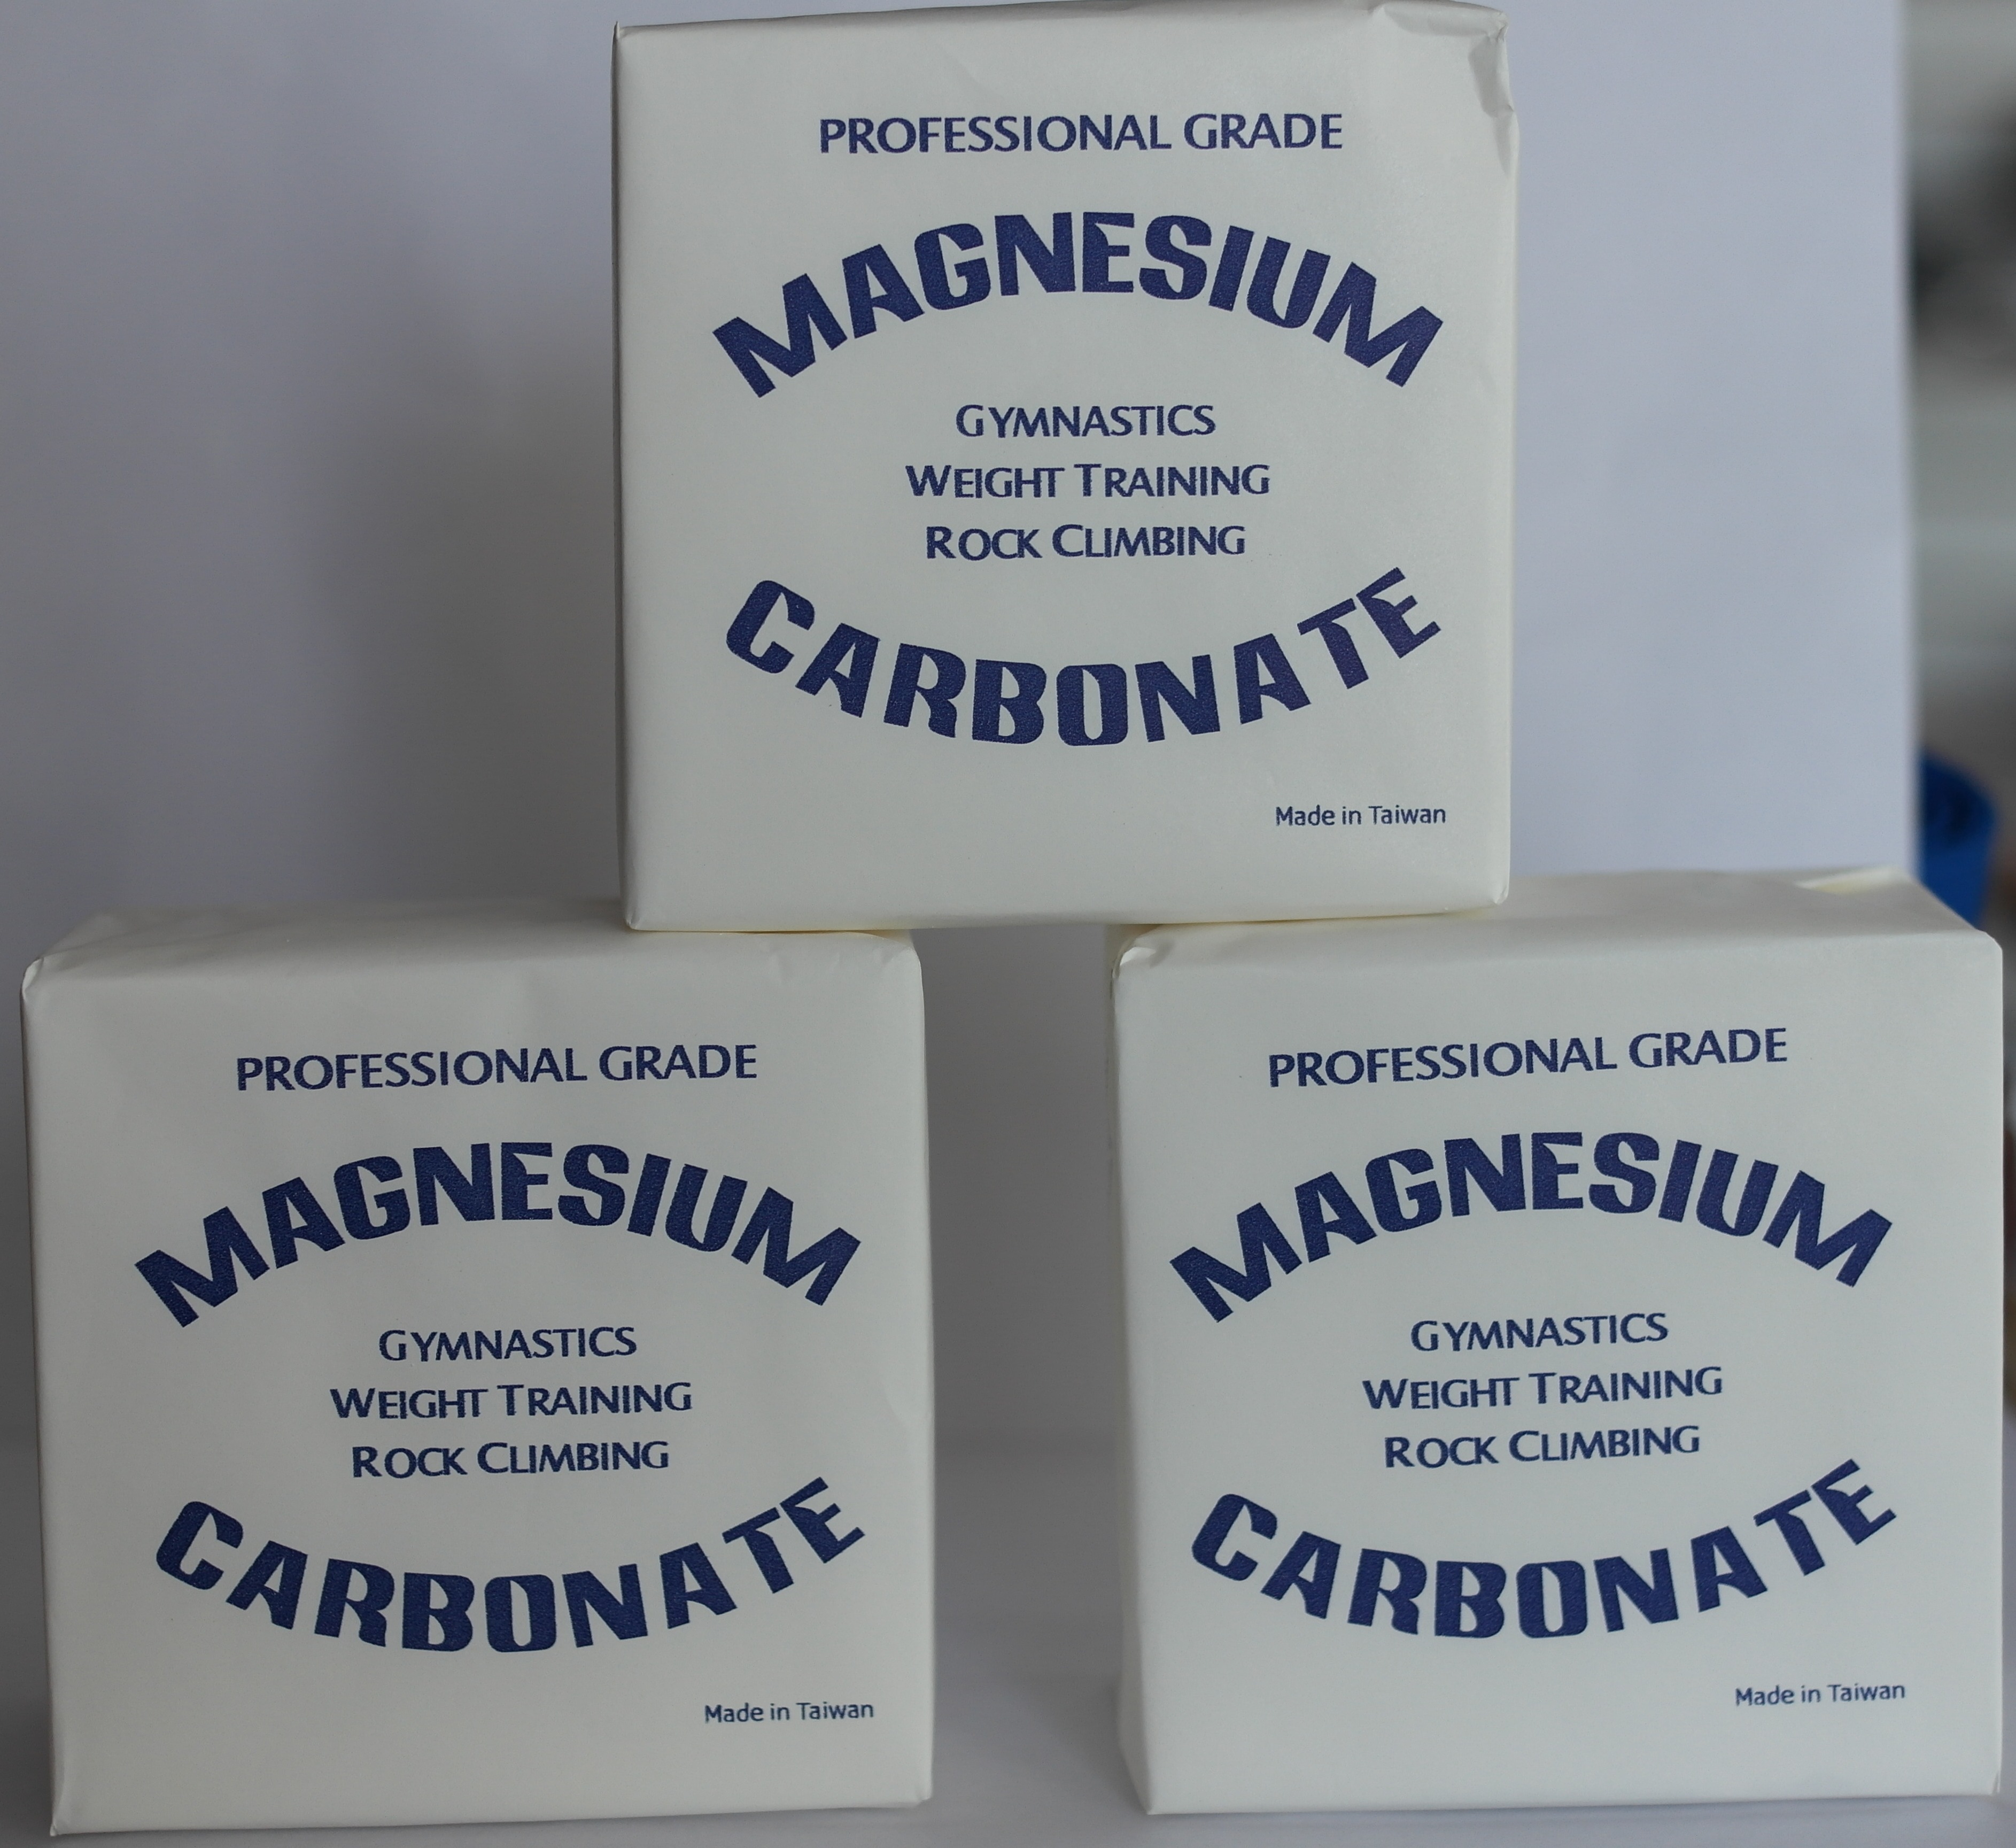 PROFESSIONAL GRADE
MAGNESIUM
GYMNASTICS
WEIGHT TRAINING
ROCK CLIMBING
CARBONATE
Made in Taiwan
PROFESSIONAL GRADE
MAGNESIUM
GYMNASTICS
WEIGHT TRAINING
ROCK CLIMBING
CARBONATE
Made in Taiwan
PROFESSIONAL GRADE
MAGNESIUM
GYMNASTICS
WEIGHT TRAINING
ROCK CLIMBING
CARBONATE
Made in Taiwan